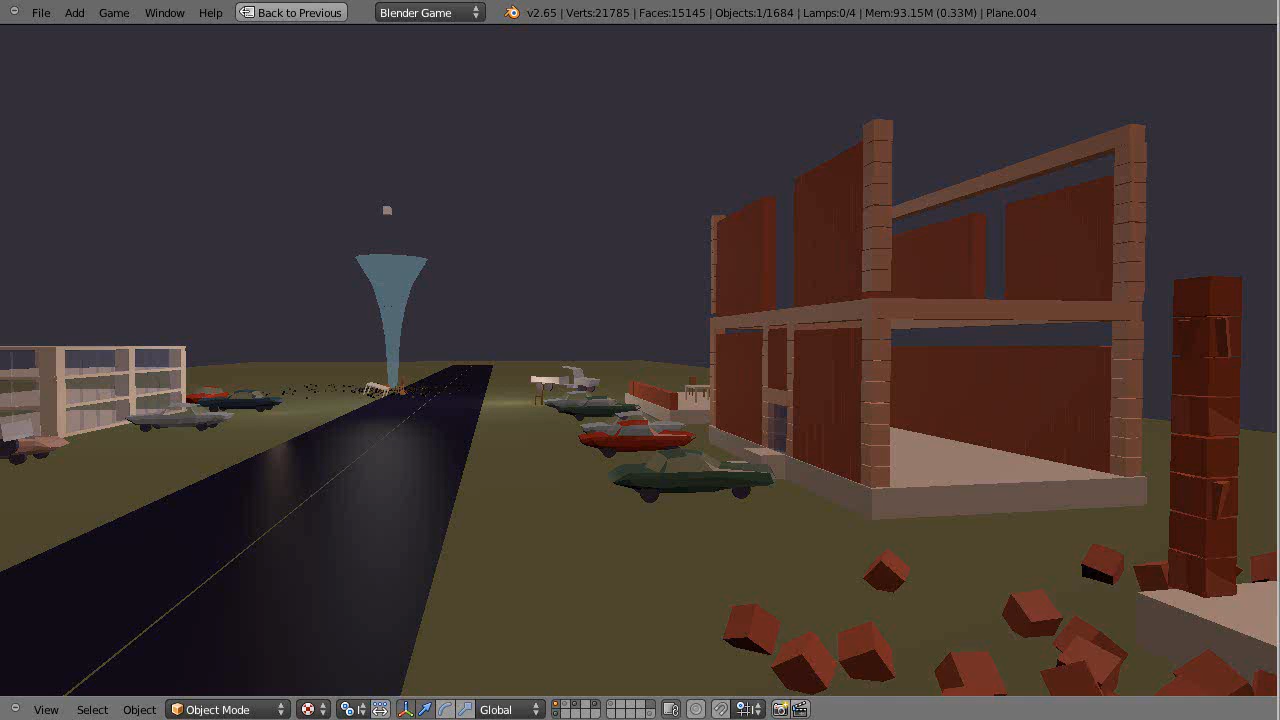 File Add Game Window Help Back to Previous Blender Game v2.65 | Verts:21785 | Faces:15145 | Objects:1/1684 | Lamps:0/4 | Mem:93.15M (0.33M) | Plane.004
View Select Object Object Mode Global